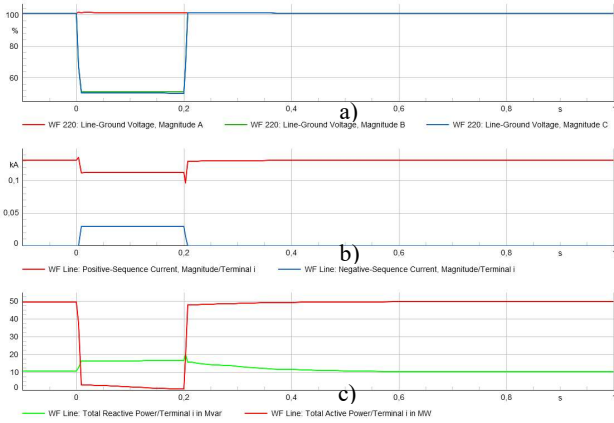 100
%
80
60
0
0,2
0,4
0,6
s
1
a)
WF 220: Line-Ground Voltage, Magnitude A
WF 220: Line-Ground Voltage, Magnitude B
WF 220: Line-Ground Voltage, Magnitude C
kA
0,1
0,05
0
0
0,2
0,4
0,6
0,8
s
1
b)
WF Line: Positive-Sequence Current, Magnitude/Terminal i
WF Line: Negative-Sequence Current, Magnitude/Terminal i
50
40
30
20
10
0
0
0,2
0,4
0,6
0,8
s
1
c)
WF Line: Total Reactive Power/Terminal i in Mvar
WF Line: Total Active Power/Terminal i in MW